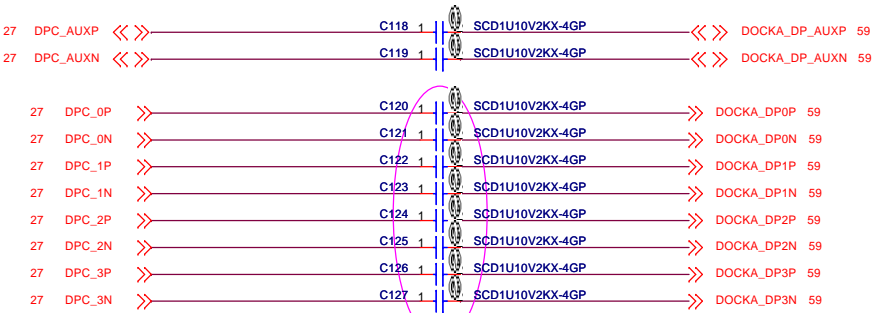 27 DPC_AUXP C118 1 SCD1U10V2KX-4GP DOCKA_DP_AUXP 59
27 DPC_AUXN C119 1 SCD1U10V2KX-4GP DOCKA_DP_AUXN 59
27 DPC_0P C120 1 SCD1U10V2KX-4GP DOCKA_DP0P 59
27 DPC_0N C121 1 SCD1U10V2KX-4GP DOCKA_DP0N 59
27 DPC_1P C122 1 SCD1U10V2KX-4GP DOCKA_DP1P 59
27 DPC_1N C123 1 SCD1U10V2KX-4GP DOCKA_DP1N 59
27 DPC_2P C124 1 SCD1U10V2KX-4GP DOCKA_DP2P 59
27 DPC_2N C125 1 SCD1U10V2KX-4GP DOCKA_DP2N 59
27 DPC_3P C126 1 SCD1U10V2KX-4GP DOCKA_DP3P 59
27 DPC_3N C127 1 SCD1U10V2KX-4GP DOCKA_DP3N 59